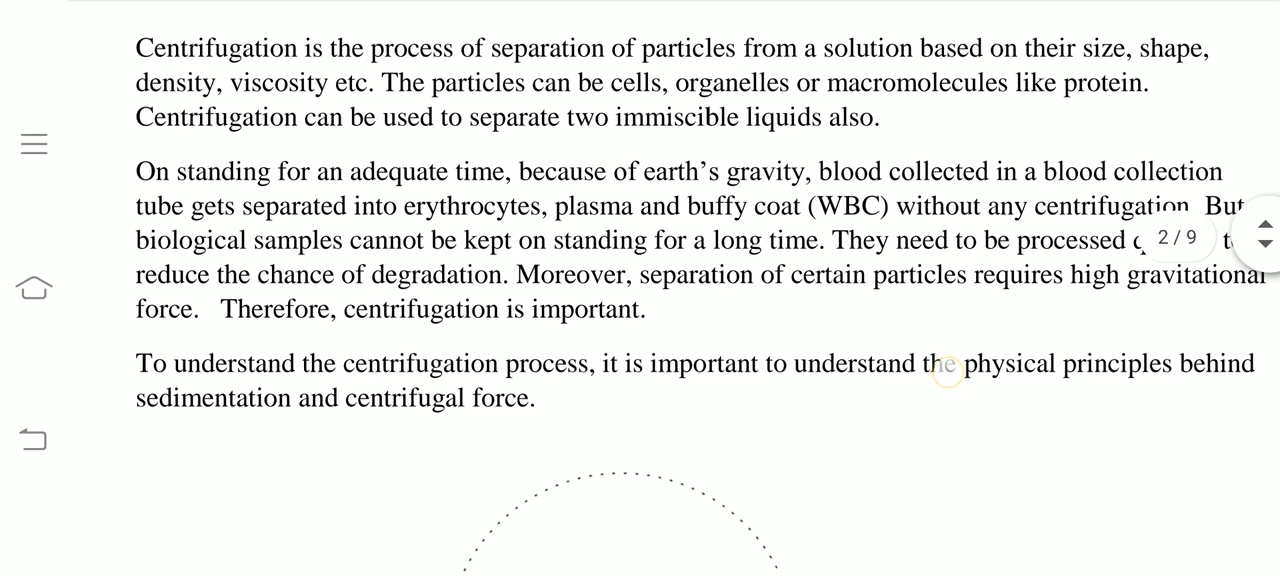 Centrifugation is the process of separation of particles from a solution based on their size, shape,
density, viscosity etc. The particles can be cells, organelles or macromolecules like protein.
Centrifugation can be used to separate two immiscible liquids also.
On standing for an adequate time, because of earth’s gravity, blood collected in a blood collection
tube gets separated into erythrocytes, plasma and buffy coat (WBC) without any centrifugation. But
biological samples cannot be kept on standing for a long time. They need to be processed
2 / 9
reduce the chance of degradation. Moreover, separation of certain particles requires high gravitational
force. Therefore, centrifugation is important.
To understand the centrifugation process, it is important to understand the physical principles behind
sedimentation and centrifugal force.